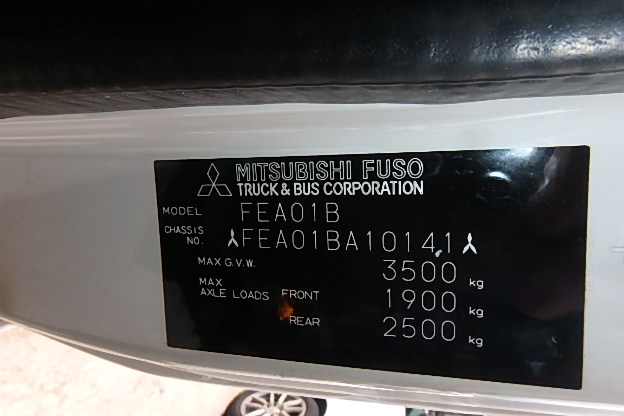 MITSUBISHI FUSO
TRUCK & BUS CORPORATION
MODEL FEA01B
CHASSIS NO. FEA01BA10141
MAX G.V.W. 3500 kg
MAX AXLE LOADS FRONT 1900 kg
REAR 2500 kg